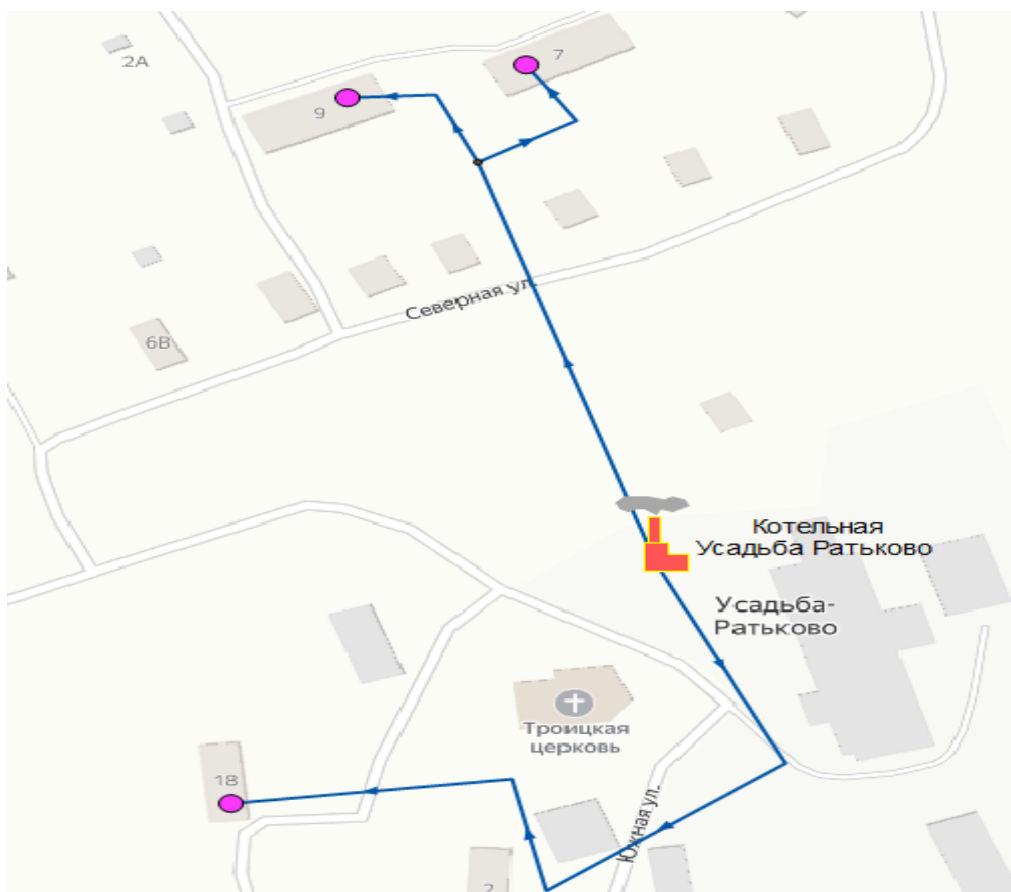 7
2А
9
Северная ул.
6В
Котельная
Усадьба Ратьково
Усадьба-
Ратьково
Троицкая
церковь
18
Южная ул.
2